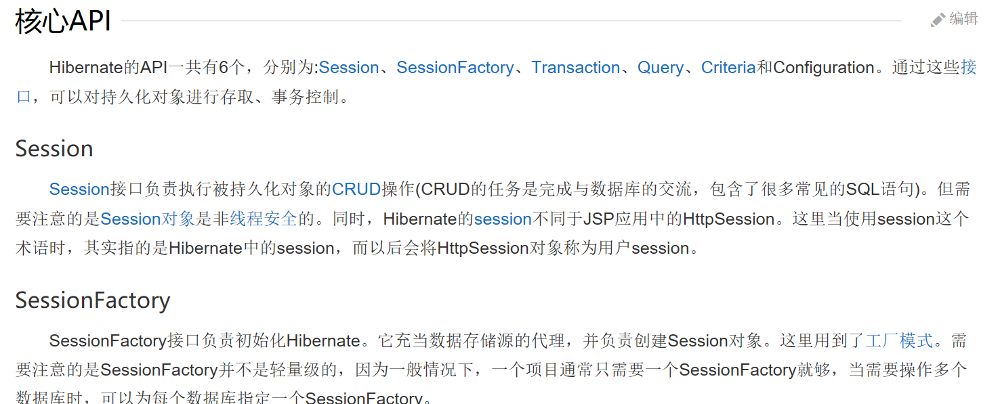 核心API
编辑
Hibernate的API一共有6个，分别为:Session、SessionFactory、Transaction、Query、Criteria和Configuration。通过这些接
口，可以对持久化对象进行存取、事务控制。
Session
Session接口负责执行被持久化对象的CRUD操作(CRUD的任务是完成与数据库的交流，包含了很多常见的SQL语句)。但需
要注意的是Session对象是非线程安全的。同时，Hibernate的session不同于JSP应用中的HttpSession。这里当使用session这个
术语时，其实指的是Hibernate中的session，而以后会将HttpSession对象称为用户session。
SessionFactory
SessionFactory接口负责初始化Hibernate。它充当数据存储源的代理，并负责创建Session对象。这里用到了工厂模式。需
要注意的是SessionFactory并不是轻量级的，因为一般情况下，一个项目通常只需要一个SessionFactory就够，当需要操作多个
数据库时，可以为每个数据库指定一个SessionFactory。